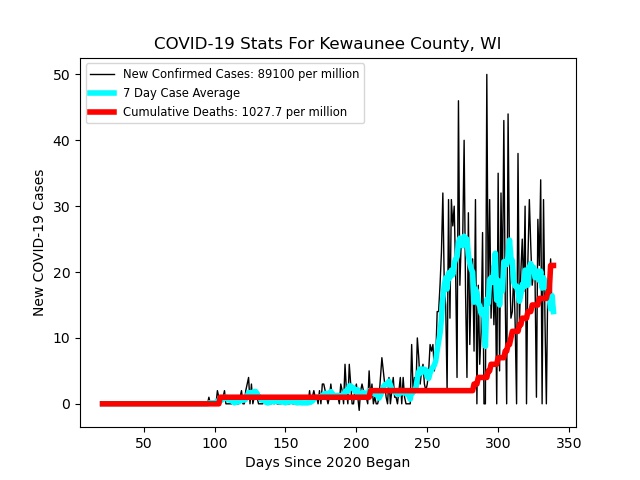 COVID-19 Stats For Kewaunee County, WI
New Confirmed Cases: 89100 per million
7 Day Case Average
Cumulative Deaths: 1027.7 per million
New COVID-19 Cases
50
40
30
20
10
0
50 100 150 200 250 300 350
Days Since 2020 Began